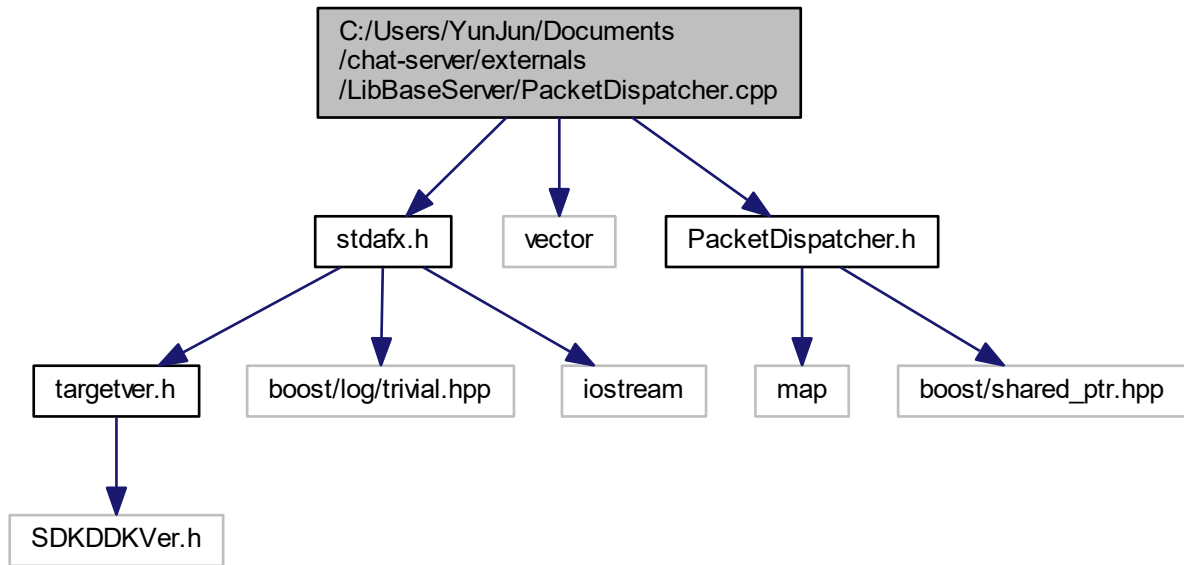 C:/Users/YunJun/Documents
/chat-server/externals
/LibBaseServer/PacketDispatcher.cpp
stdafx.h
vector
PacketDispatcher.h
targetver.h
boost/log/trivial.hpp
iostream
map
boost/shared_ptr.hpp
SDKDDKVer.h